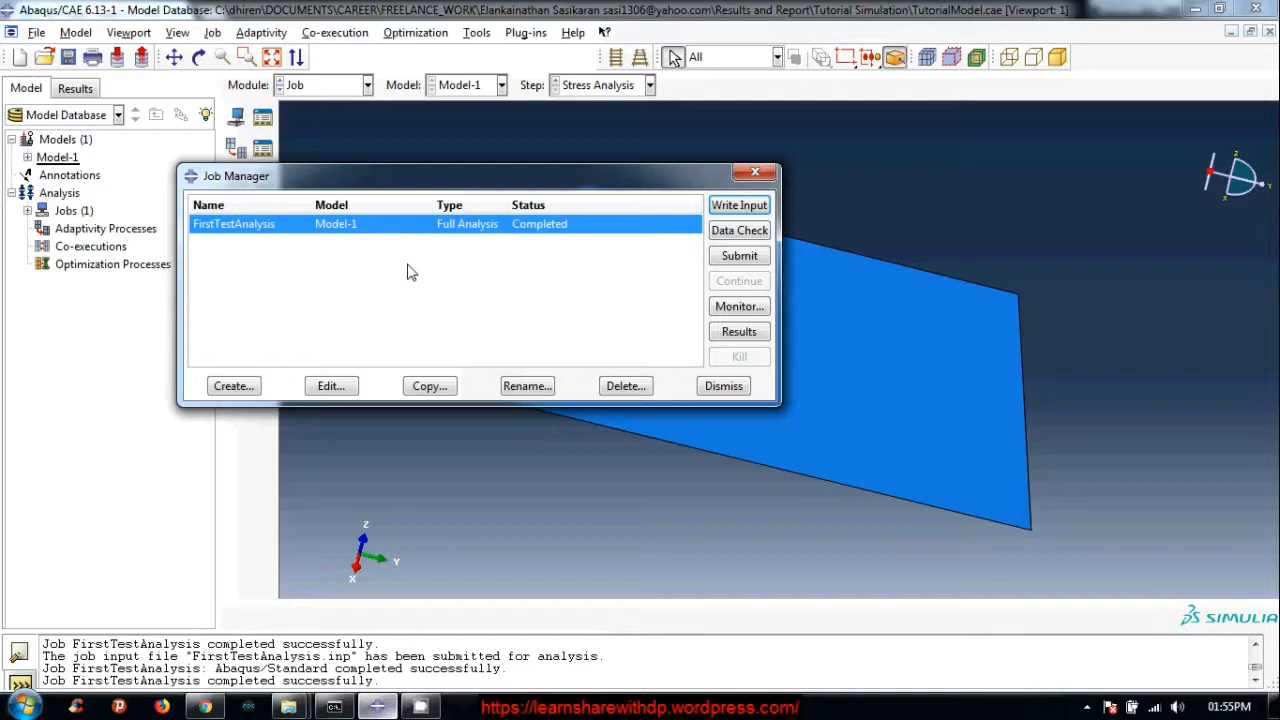 Abaqus/CAE 6.13-1 - Model Database: C:\dhiren\DOCUMENTS\CAREER\FREELANCE_WORK\Elankainathan Sasikaran sasi1306@yahoo.com\Results and Report\Tutorial Simulation\TutorialModel.cae [Viewport: 1]
File Model Viewport View Job Adaptivity Co-execution Optimization Tools Plug-ins Help
All
Model Results Module: Job Model: Model-1 Step: Stress Analysis
Model Database
Models (1)
Model-1
Annotations
Analysis
Jobs (1)
Adaptivity Processes
Co-executions
Optimization Processes
Job Manager
Name Model Type Status
FirstTestAnalysis Model-1 Full Analysis Completed
Write Input
Data Check
Submit
Continue
Monitor...
Results
Kill
Create... Edit... Copy... Rename... Delete... Dismiss
Z
Y
X
Z
Y
X
SIMULIA
Job FirstTestAnalysis completed successfully.
The job input file "FirstTestAnalysis.inp" has been submitted for analysis.
Job FirstTestAnalysis: Abaqus/Standard completed successfully.
Job FirstTestAnalysis completed successfully.
https://learnsharewithdp.wordpress.com/
01:55PM